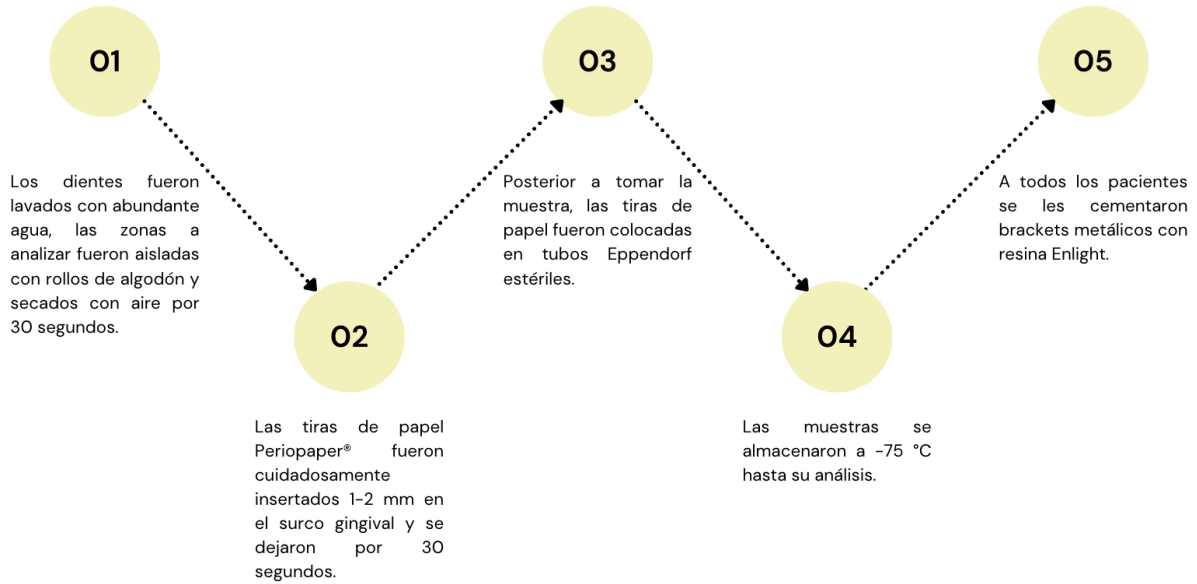 01
Los dientes fueron
lavados con abundante
agua, las zonas a
analizar fueron aisladas
con rollos de algodón y
secados con aire por
30 segundos.
02
Las tiras de papel
Periopaper® fueron
cuidadosamente
insertados 1-2 mm en
el surco gingival y se
dejaron por 30
segundos.
03
Posterior a tomar la
muestra, las tiras de
papel fueron colocadas
en tubos Eppendorf
estériles.
04
Las muestras se
almacenaron a -75 °C
hasta su análisis.
05
A todos los pacientes
se les cementaron
brackets metálicos con
resina Enlight.